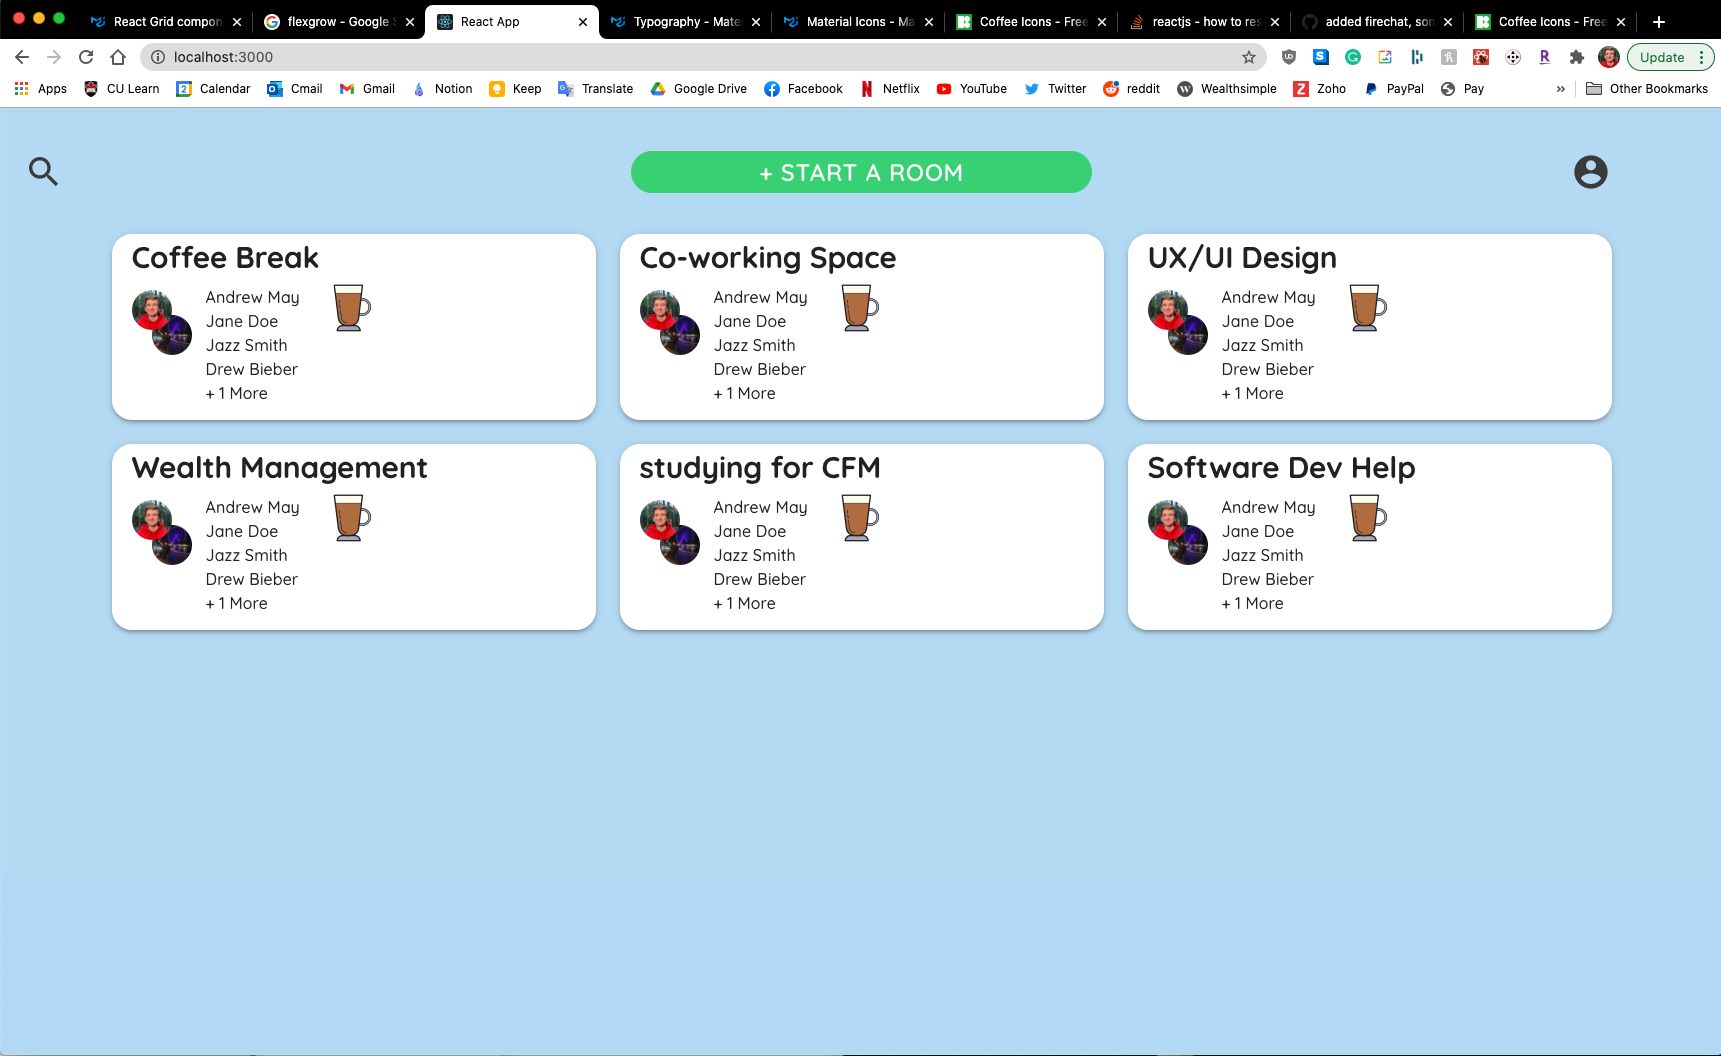 React Grid compon
flexgrow - Google S
React App
Typography - Mate
Material Icons - Ma
Coffee Icons - Free
reactjs - how to res
added firechat, son
Coffee Icons - Free
localhost:3000
Update
Apps
CU Learn
Calendar
Cmail
Gmail
Notion
Keep
Translate
Google Drive
Facebook
Netflix
YouTube
Twitter
reddit
Wealthsimple
Zoho
PayPal
Pay
»
Other Bookmarks
+ START A ROOM
Coffee Break
Andrew May
Jane Doe
Jazz Smith
Drew Bieber
+ 1 More
Co-working Space
Andrew May
Jane Doe
Jazz Smith
Drew Bieber
+ 1 More
UX/UI Design
Andrew May
Jane Doe
Jazz Smith
Drew Bieber
+ 1 More
Wealth Management
Andrew May
Jane Doe
Jazz Smith
Drew Bieber
+ 1 More
studying for CFM
Andrew May
Jane Doe
Jazz Smith
Drew Bieber
+ 1 More
Software Dev Help
Andrew May
Jane Doe
Jazz Smith
Drew Bieber
+ 1 More